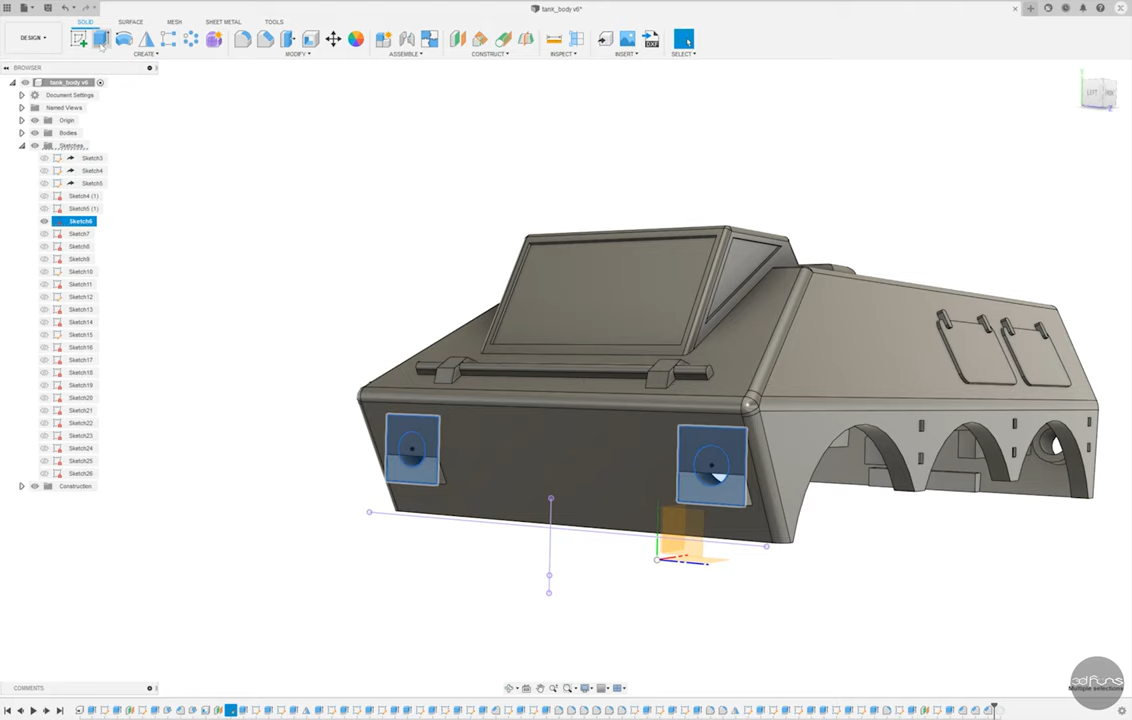 tank_body v6*
DESIGN
SOLID
SURFACE
MESH
SHEET METAL
TOOLS
CREATE
MODIFY
ASSEMBLE
CONSTRUCT
INSPECT
INSERT
SELECT
BROWSER
tank_body v6
Document Settings
Named Views
Origin
Bodies
Sketches
Sketch3
Sketch4
Sketch5
Sketch4 (1)
Sketch5 (1)
Sketch6
Sketch7
Sketch8
Sketch9
Sketch10
Sketch11
Sketch12
Sketch13
Sketch14
Sketch15
Sketch16
Sketch17
Sketch18
Sketch19
Sketch20
Sketch21
Sketch22
Sketch23
Sketch24
Sketch25
Sketch26
Construction
LEFT
COMMENTS
3dfuns
Multiple selections
DXF